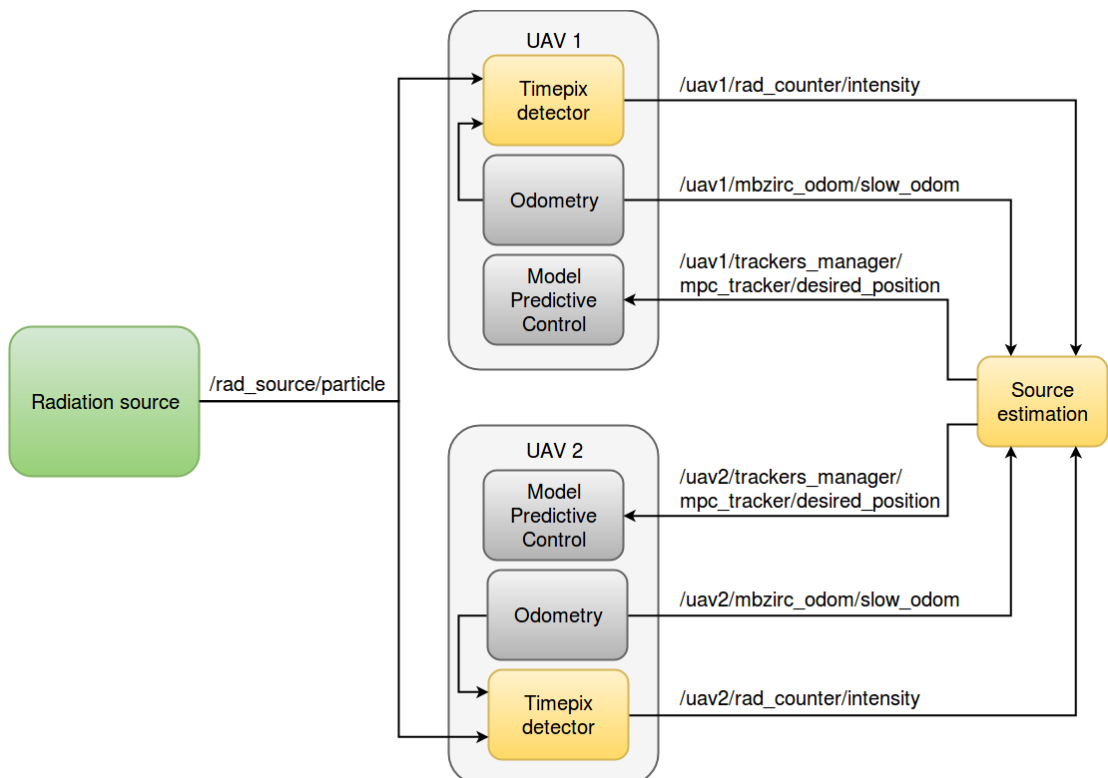 UAV 1
Timepix
detector
/uav1/rad_counter/intensity
Odometry
/uav1/mbzirc_odom/slow_odom
Model
Predictive
Control
/uav1/trackers_manager/
mpc_tracker/desired_position
Radiation source
/rad_source/particle
Source
estimation
UAV 2
Model
Predictive
Control
/uav2/trackers_manager/
mpc_tracker/desired_position
Odometry
/uav2/mbzirc_odom/slow_odom
Timepix
detector
/uav2/rad_counter/intensity